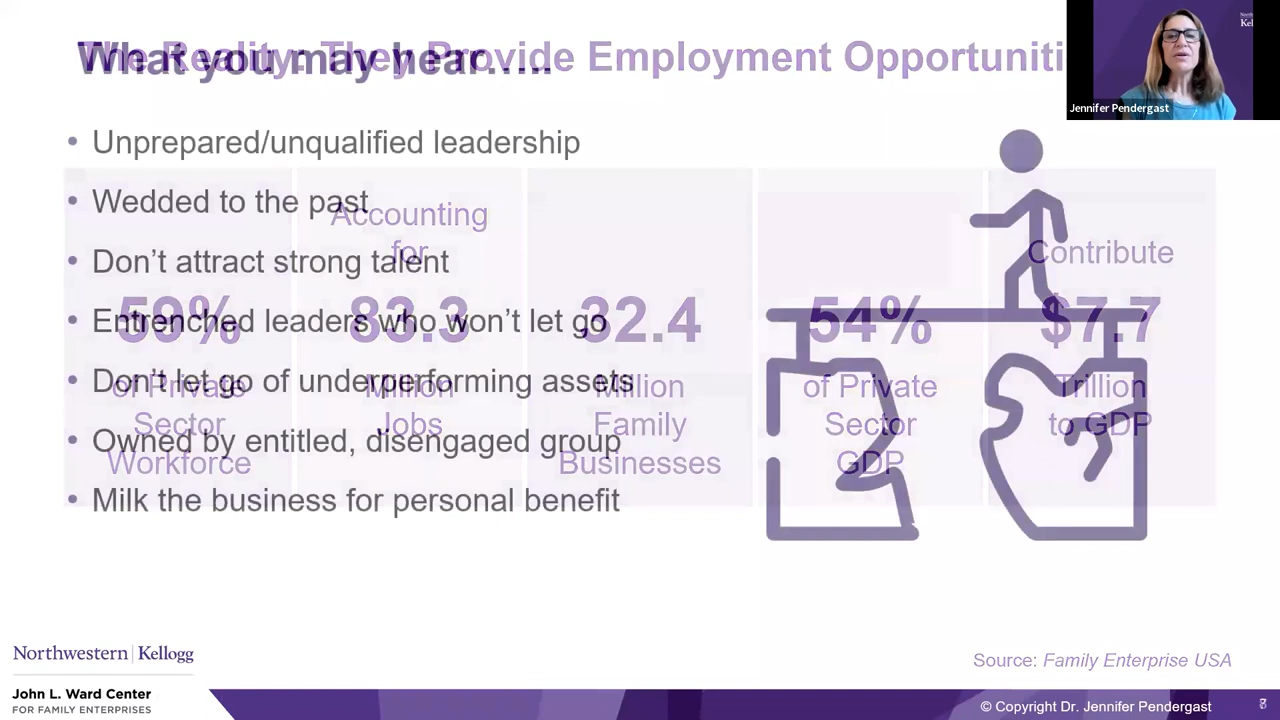 What you may hear.....
The Reality: They Provide Employment Opportuniti
• Unprepared/unqualified leadership
• Wedded to the past
• Don’t attract strong talent
• Entrenched leaders who won’t let go
• Don’t let go of underperforming assets
• Owned by entitled, disengaged group
• Milk the business for personal benefit
59%
of Private
Sector
Workforce
Accounting
for
83.3
Million
Jobs
32.4
Million
Family
Businesses
54%
of Private
Sector
GDP
Contribute
$7.7
Trillion
to GDP
Jennifer Pendergast
Northwestern | Kellogg
John L. Ward Center
FOR FAMILY ENTERPRISES
Source: Family Enterprise USA
© Copyright Dr. Jennifer Pendergast